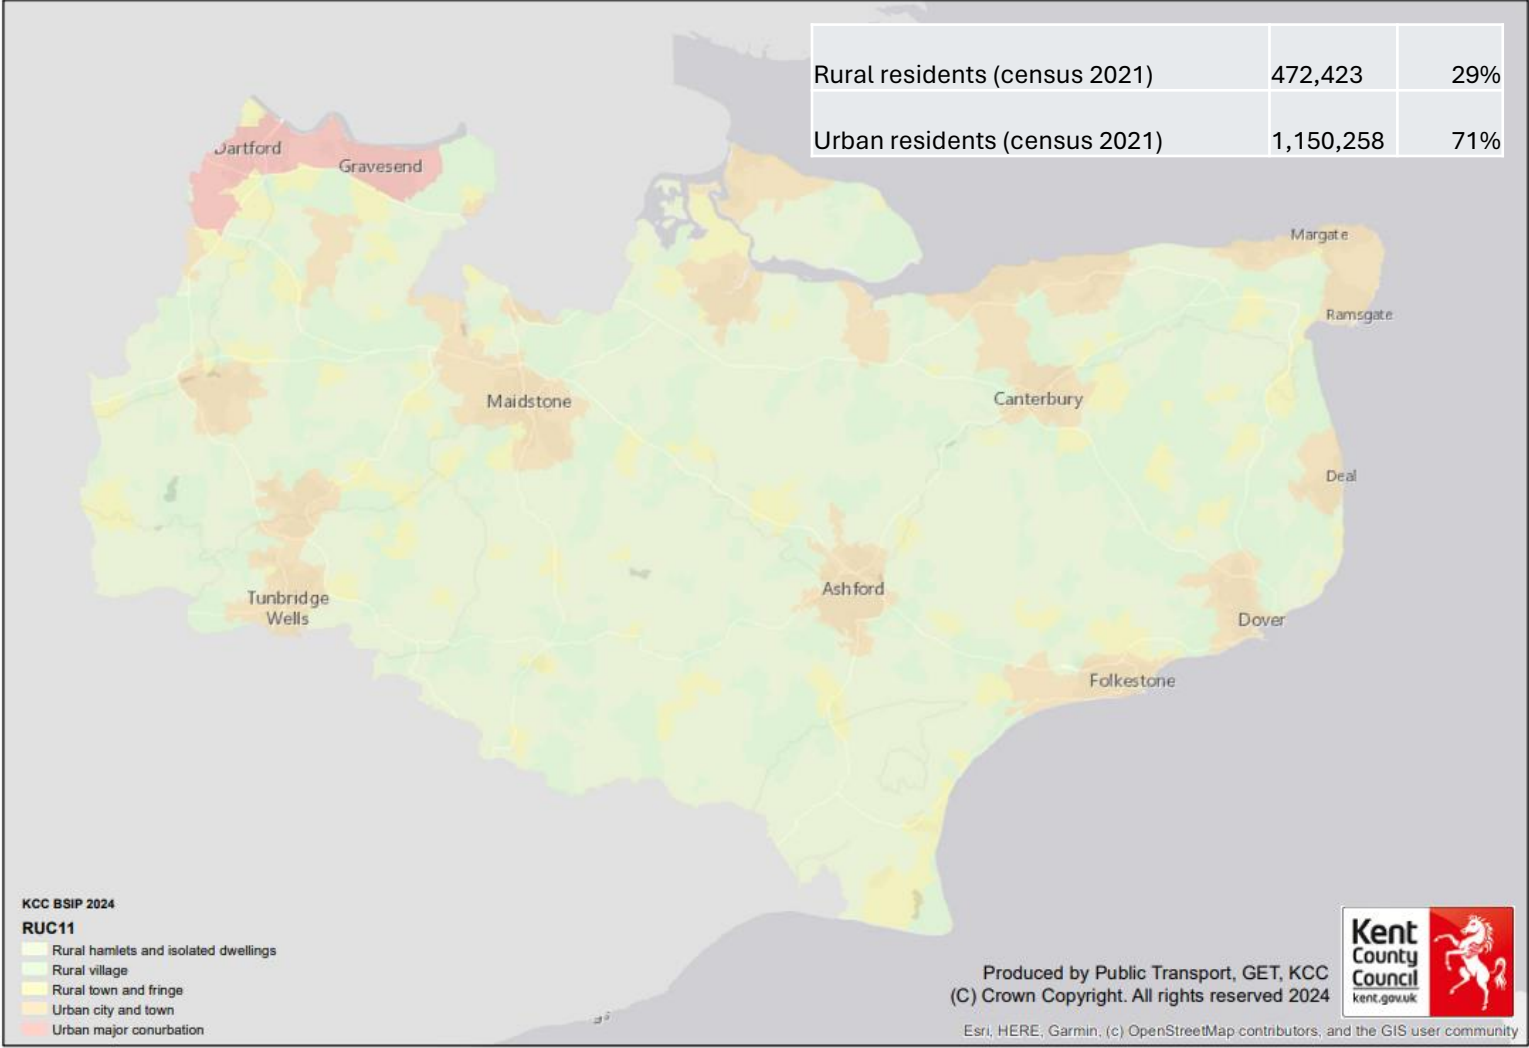 Rural residents (census 2021) 472,423 29%
Urban residents (census 2021) 1,150,258 71%
Dartford
Gravesend
Margate
Ramsgate
Maidstone
Canterbury
Deal
Ashford
Tunbridge
Wells
Dover
Folkestone
KCC BSIP 2024
RUC11
Rural hamlets and isolated dwellings
Rural village
Rural town and fringe
Urban city and town
Urban major conurbation
Produced by Public Transport, GET, KCC
(C) Crown Copyright. All rights reserved 2024
Kent
County
Council
kent.gov.uk
Esri, HERE, Garmin, (c) OpenStreetMap contributors, and the GIS user community